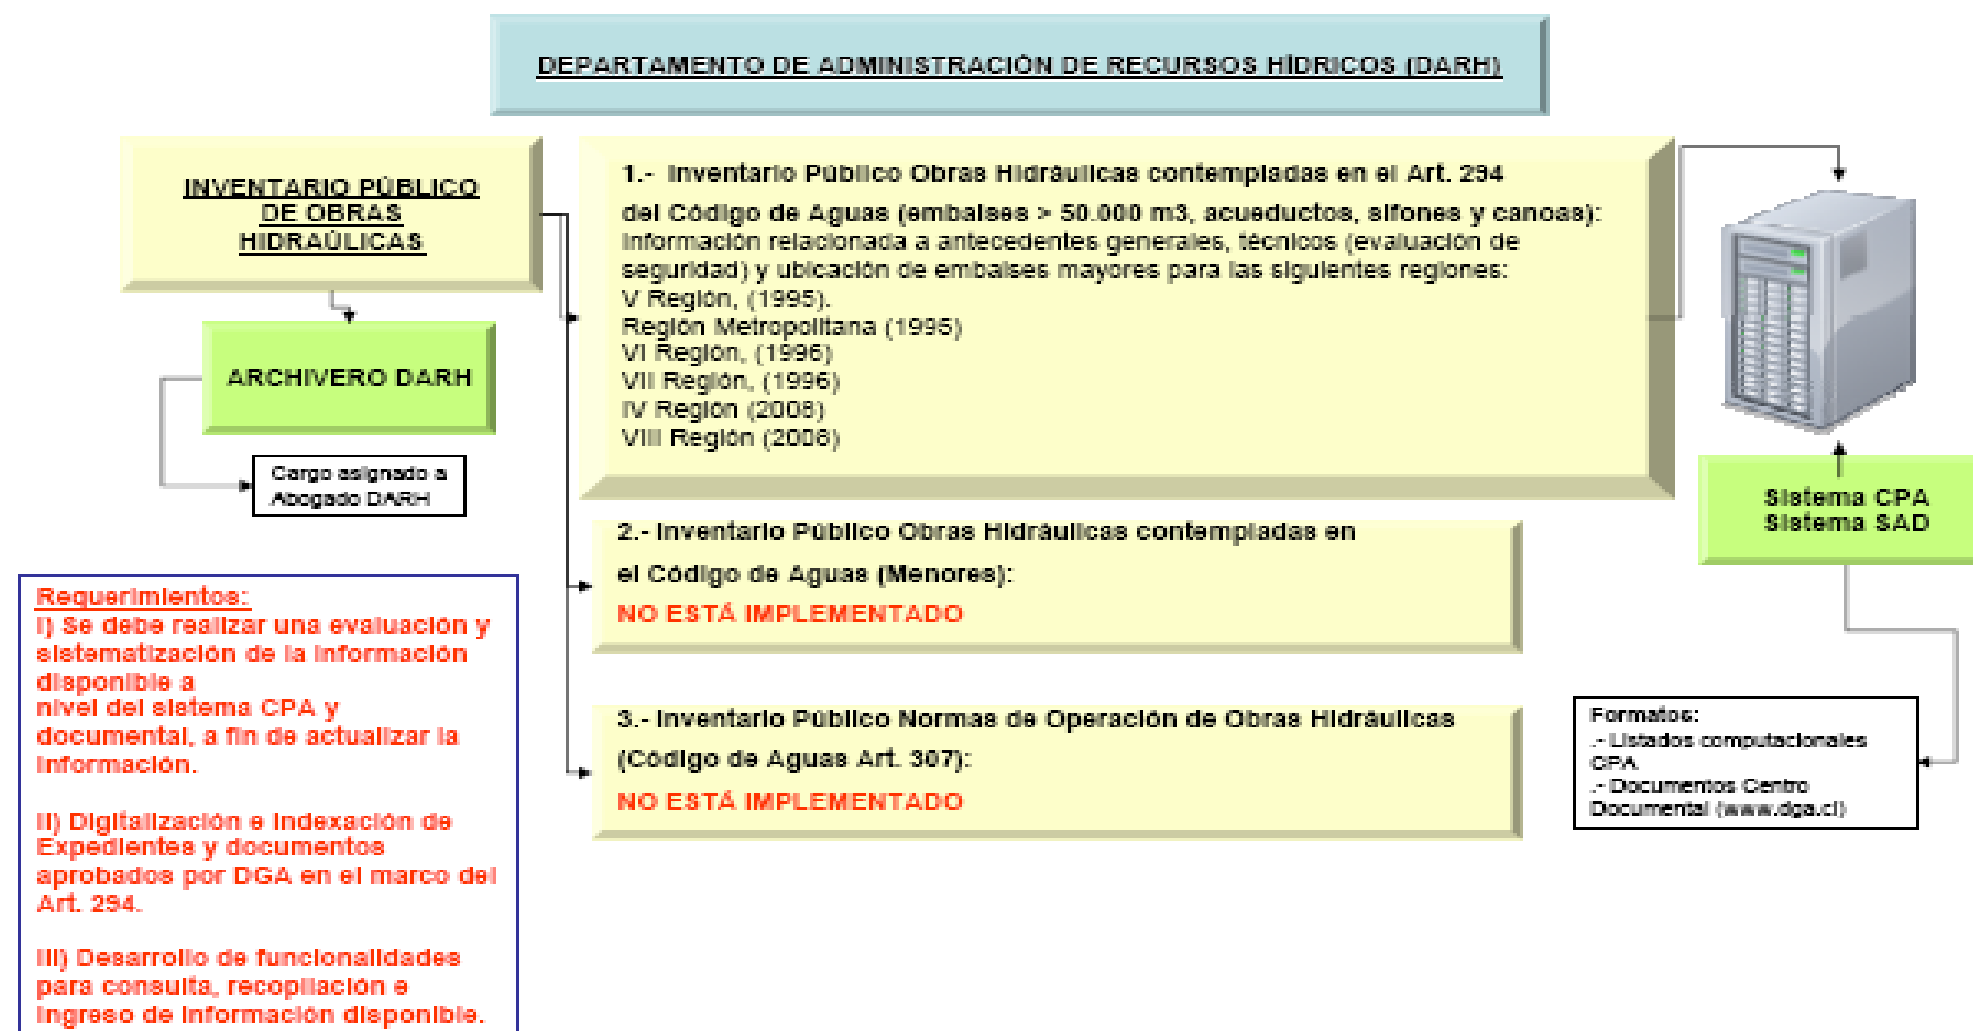 DEPARTAMENTO DE ADMINISTRACIÓN DE RECURSOS HÍDRICOS (DARH)
INVENTARIO PÚBLICO
DE OBRAS
HIDRAÚLICAS
ARCHIVERO DARH
Cargo asignado a
Abogado DARH
1.- Inventario Público Obras Hidráulicas contempladas en el Art. 294
del Código de Aguas (embalses > 50.000 m3, acueductos, sifones y canoas):
Información relacionada a antecedentes generales, técnicos (evaluación de
seguridad) y ubicación de embalses mayores para las siguientes regiones:
V Región, (1995).
Región Metropolitana (1995)
VI Región, (1996)
VII Región, (1996)
IV Región (2008)
VIII Región (2008)
2.- Inventario Público Obras Hidráulicas contempladas en
el Código de Aguas (Menores):
NO ESTÁ IMPLEMENTADO
3.- Inventario Público Normas de Operación de Obras Hidráulicas
(Código de Aguas Art. 307):
NO ESTÁ IMPLEMENTADO
Sistema CPA
Sistema SAD
Formatos:
.- Listados computacionales
CPA
.- Documentos Centro
Documental (www.dga.cl)
Requerimientos:
I) Se debe realizar una evaluación y
sistematización de la información
disponible a
nivel del sistema CPA y
documental, a fin de actualizar la
información.
II) Digitalización e Indexación de
Expedientes y documentos
aprobados por DGA en el marco del
Art. 294.
III) Desarrollo de funcionalidades
para consulta, recopilación e
ingreso de información disponible.